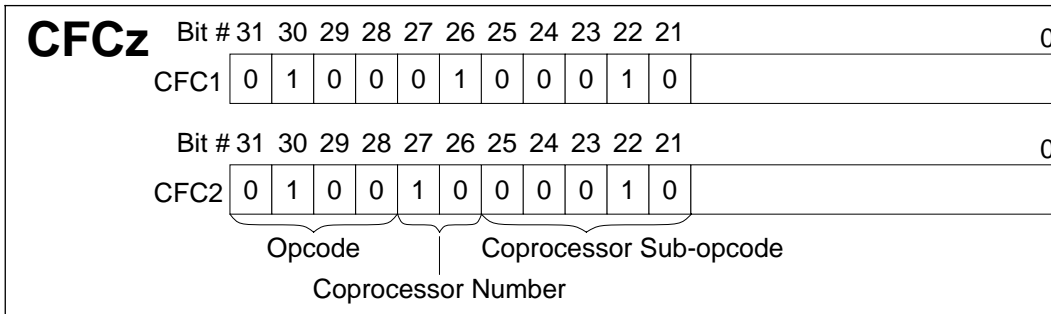 CFCz Bit # 31 30 29 28 27 26 25 24 23 22 21 0
CFC1 0 1 0 0 0 1 0 0 0 1 0
Bit # 31 30 29 28 27 26 25 24 23 22 21 0
CFC2 0 1 0 0 1 0 0 0 0 1 0
Opcode Coprocessor Sub-opcode
Coprocessor Number